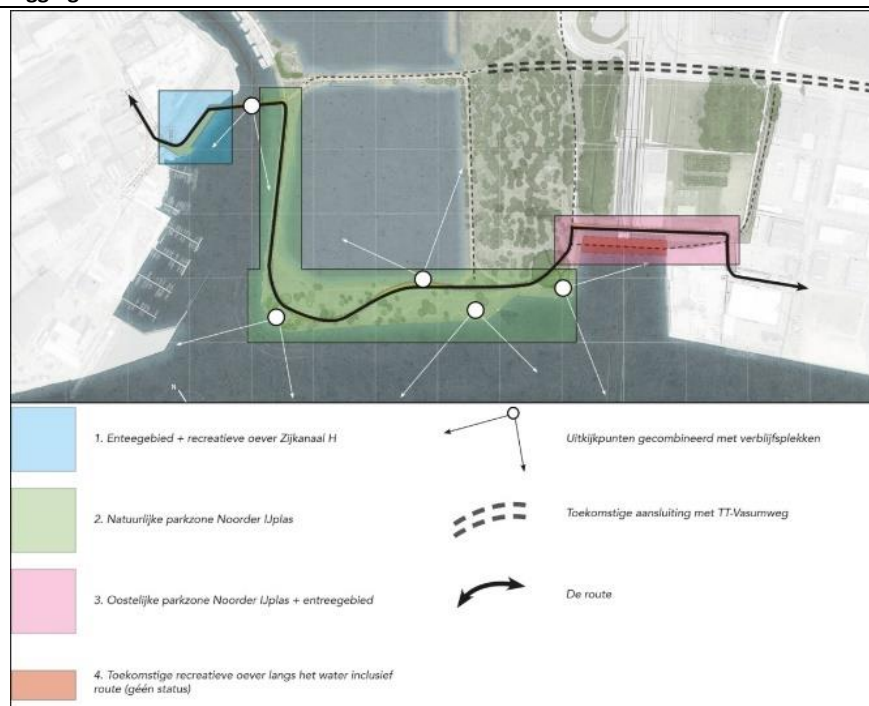 N
1. Enteegebied + recreatieve oever Zijkanaal H
Uitkijkpunten gecombineerd met verblijfsplekken
2. Natuurlijke parkzone Noorder IJplas
Toekomstige aansluiting met TT-Vasumweg
3. Oostelijke parkzone Noorder IJplas + entreegebied
De route
4. Toekomstige recreatieve oever langs het water inclusief
route (géén status)